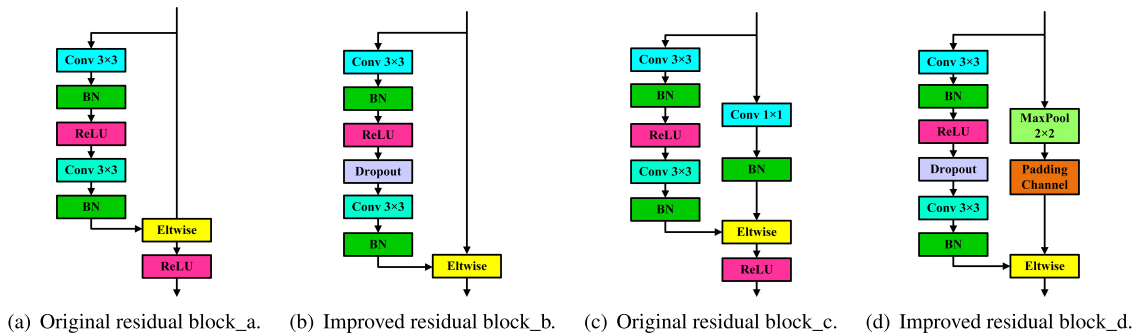 Conv 3×3
BN
ReLU
Conv 3×3
BN
Eltwise
ReLU
(a) Original residual block_a.
Conv 3×3
BN
ReLU
Dropout
Conv 3×3
BN
Eltwise
(b) Improved residual block_b.
Conv 3×3
BN
ReLU
Conv 3×3
BN
Conv 1×1
BN
Eltwise
ReLU
(c) Original residual block_c.
Conv 3×3
BN
ReLU
Dropout
Conv 3×3
BN
MaxPool
2×2
Padding
Channel
Eltwise
(d) Improved residual block_d.